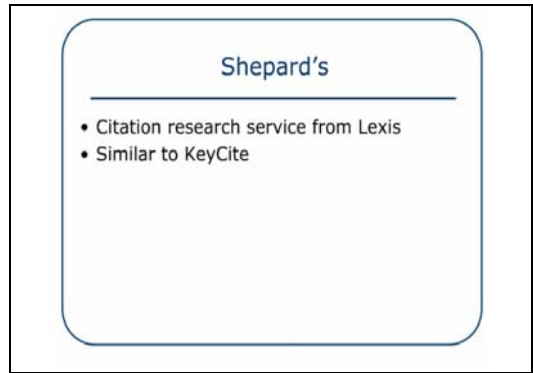 Shepard's
• Citation research service from Lexis
• Similar to KeyCite